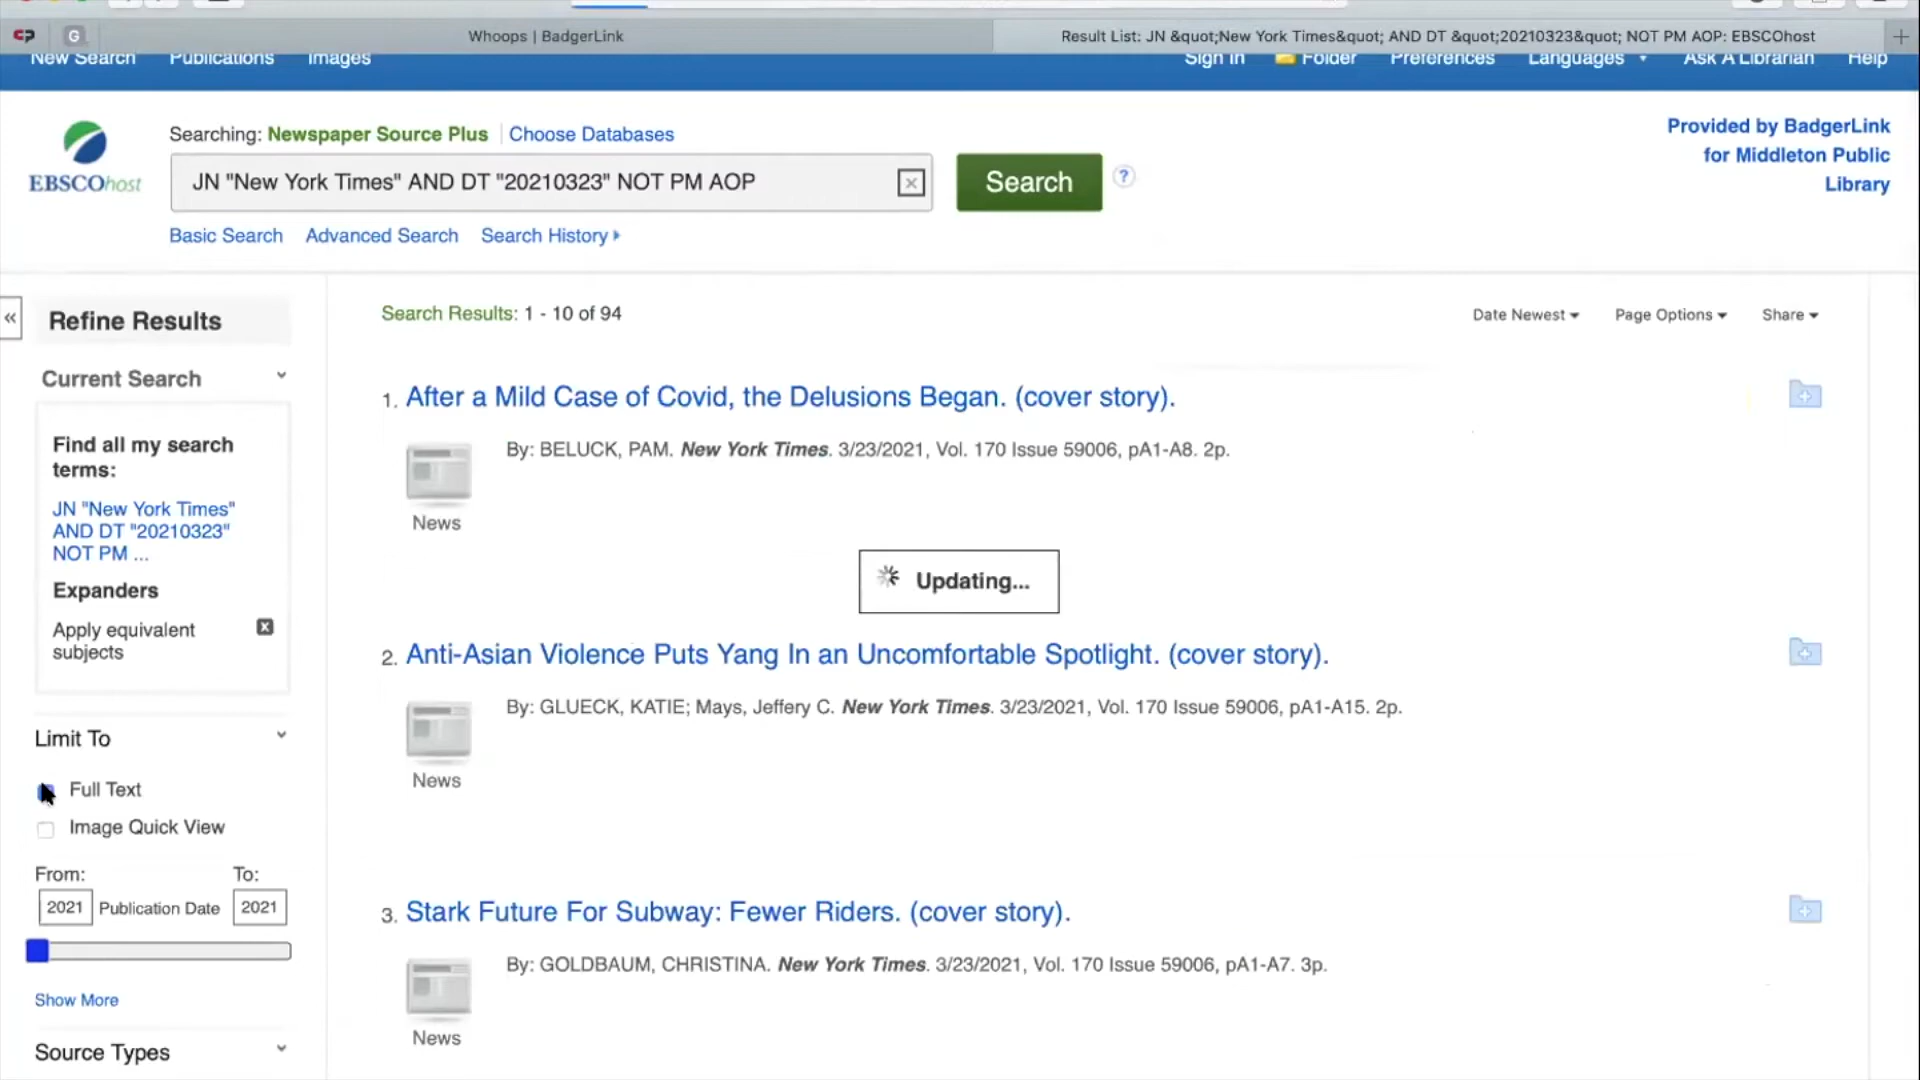 G
Whoops | BadgerLink
Result List: JN &quot;New York Times&quot; AND DT &quot;20210323&quot; NOT PM AOP: EBSCOhost
New Search Publications Images Sign In Folder Preferences Languages Ask A Librarian Help
Searching: Newspaper Source Plus Choose Databases
JN "New York Times" AND DT "20210323" NOT PM AOP
Search
?
EBSCOhost
Basic Search Advanced Search Search History
Provided by BadgerLink
for Middleton Public
Library
«
Refine Results
Current Search
Find all my search
terms:
JN "New York Times"
AND DT "20210323"
NOT PM ...
Expanders
Apply equivalent
subjects
Limit To
Full Text
Image Quick View
From: To:
2021 Publication Date 2021
Show More
Source Types
Search Results: 1 - 10 of 94
Date Newest Page Options Share
1. After a Mild Case of Covid, the Delusions Began. (cover story).
By: BELUCK, PAM. New York Times. 3/23/2021, Vol. 170 Issue 59006, pA1-A8. 2p.
News
Updating...
2. Anti-Asian Violence Puts Yang In an Uncomfortable Spotlight. (cover story).
By: GLUECK, KATIE; Mays, Jeffery C. New York Times. 3/23/2021, Vol. 170 Issue 59006, pA1-A15. 2p.
News
3. Stark Future For Subway: Fewer Riders. (cover story).
By: GOLDBAUM, CHRISTINA. New York Times. 3/23/2021, Vol. 170 Issue 59006, pA1-A7. 3p.
News